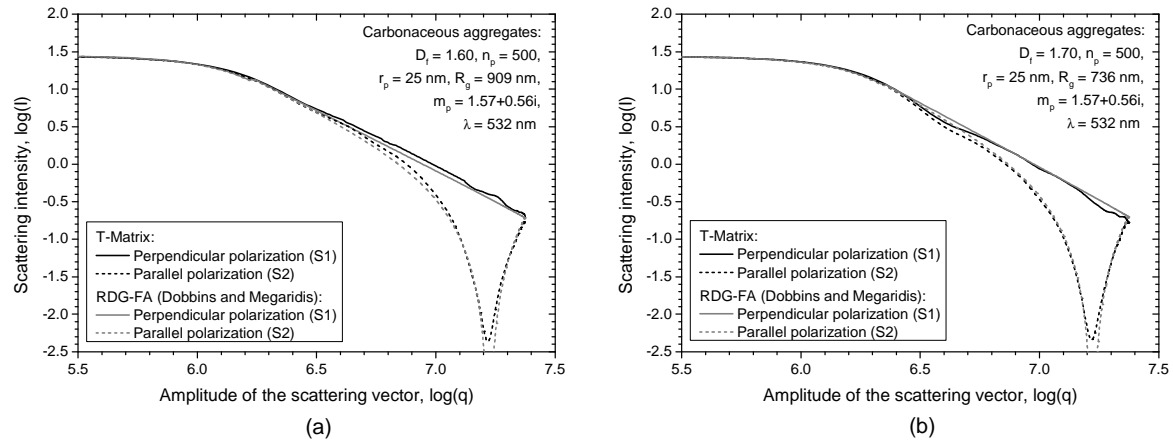 2.0
1.5
1.0
0.5
0.0
-0.5
-1.0
-1.5
-2.0
-2.5
Scattering intensity, log(I)
Carbonaceous aggregates:
D_f = 1.60, n_p = 500,
r_p = 25 nm, R_g = 909 nm,
m_p = 1.57+0.56i,
λ = 532 nm
T-Matrix:
Perpendicular polarization (S1)
Parallel polarization (S2)
RDG-FA (Dobbins and Megaridis):
Perpendicular polarization (S1)
Parallel polarization (S2)
5.5 6.0 6.5 7.0 7.5
Amplitude of the scattering vector, log(q)
(a)
2.0
1.5
1.0
0.5
0.0
-0.5
-1.0
-1.5
-2.0
-2.5
Scattering intensity, log(I)
Carbonaceous aggregates:
D_f = 1.70, n_p = 500,
r_p = 25 nm, R_g = 736 nm,
m_p = 1.57+0.56i,
λ = 532 nm
T-Matrix:
Perpendicular polarization (S1)
Parallel polarization (S2)
RDG-FA (Dobbins and Megaridis):
Perpendicular polarization (S1)
Parallel polarization (S2)
5.5 6.0 6.5 7.0 7.5
Amplitude of the scattering vector, log(q)
(b)